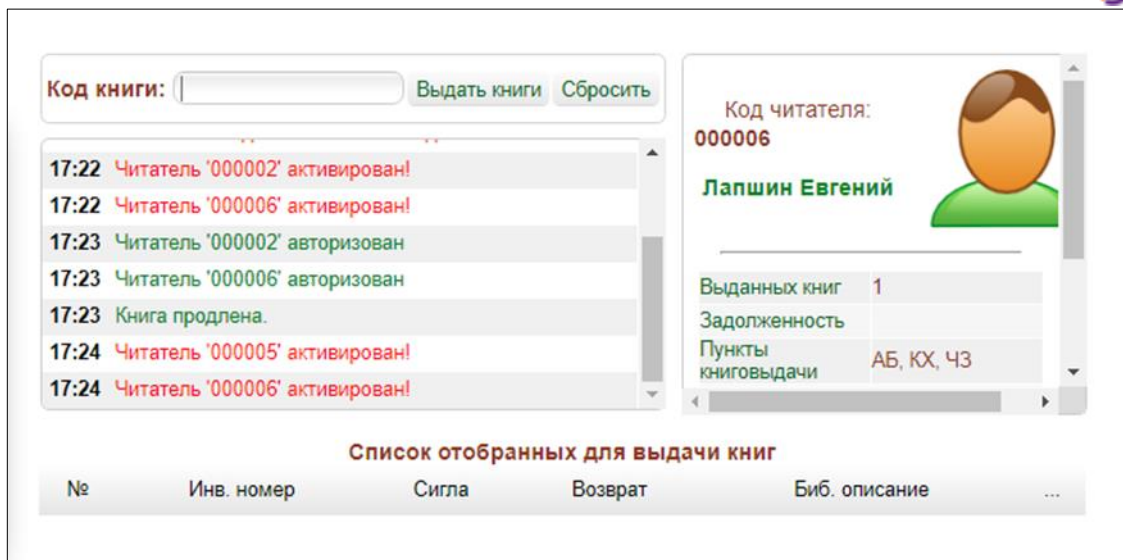 Код книги: Выдать книги Сбросить
17:22 Читатель '000002' активирован!
17:22 Читатель '000006' активирован!
17:23 Читатель '000002' авторизован
17:23 Читатель '000006' авторизован
17:23 Книга продлена.
17:24 Читатель '000005' активирован!
17:24 Читатель '000006' активирован!
Код читателя:
000006
Лапшин Евгений
Выданных книг 1
Задолженность
Пункты
книговыдачи АБ, КХ, ЧЗ
Список отобранных для выдачи книг
№ Инв. номер Сигла Возврат Биб. описание ...